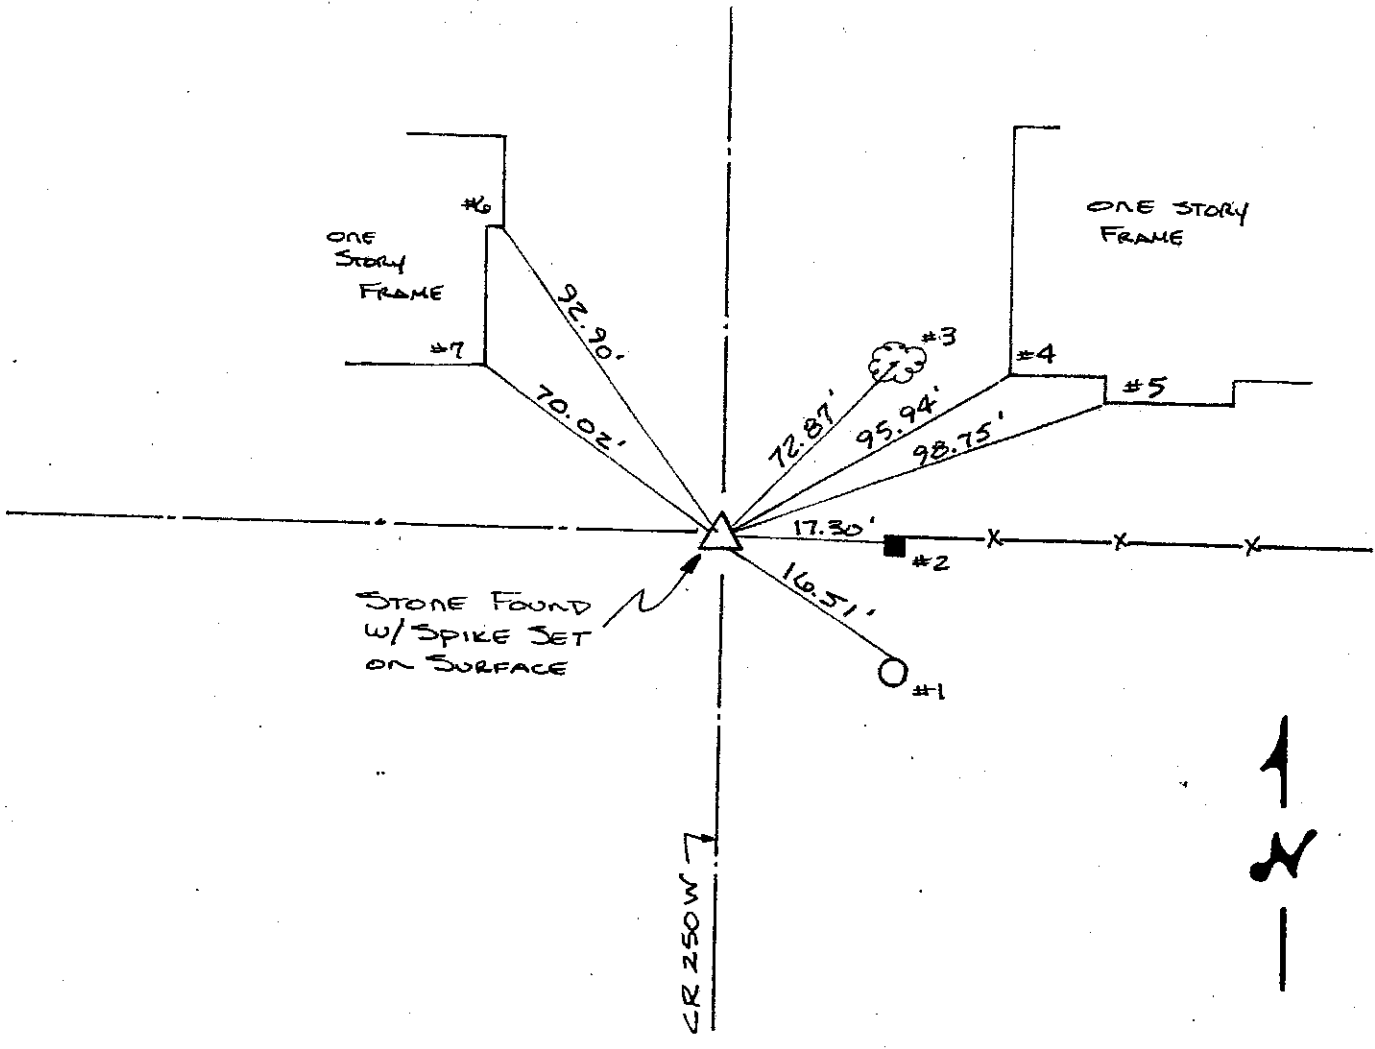 #6
ONE
STORY
FRAME
#7
92.90'
70.02'
ONE STORY
FRAME
#3
#4
#5
72.87'
95.94'
98.75'
17.30'
#2
16.51'
#1
STONE FOUND
W/ SPIKE SET
ON SURFACE
CR 250W
N